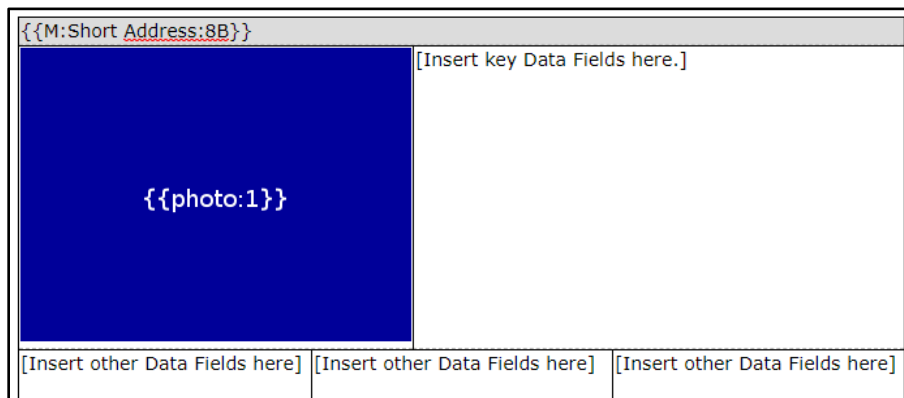 {{M:Short Address:8B}}
[Insert key Data Fields here.]
{{photo:1}}
[Insert other Data Fields here]
[Insert other Data Fields here]
[Insert other Data Fields here]